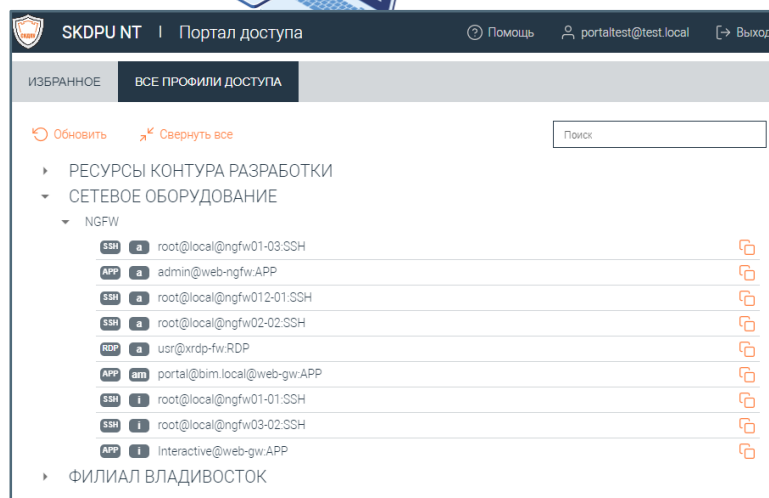 SKDPU NT | Портал доступа
Помощь
portaltest@test.local
Выход
ИЗБРАННОЕ
ВСЕ ПРОФИЛИ ДОСТУПА
Обновить
Свернуть все
Поиск
РЕСУРСЫ КОНТУРА РАЗРАБОТКИ
СЕТЕВОЕ ОБОРУДОВАНИЕ
NGFW
SSH a root@local@ngfw01-03:SSH
APP a admin@web-ngfw:APP
SSH a root@local@ngfw012-01:SSH
SSH a root@local@ngfw02-02:SSH
RDP a usr@xrdp-fw:RDP
APP am portal@bim.local@web-gw:APP
SSH i root@local@ngfw01-01:SSH
SSH i root@local@ngfw03-02:SSH
APP i Interactive@web-gw:APP
ФИЛИАЛ ВЛАДИВОСТОК